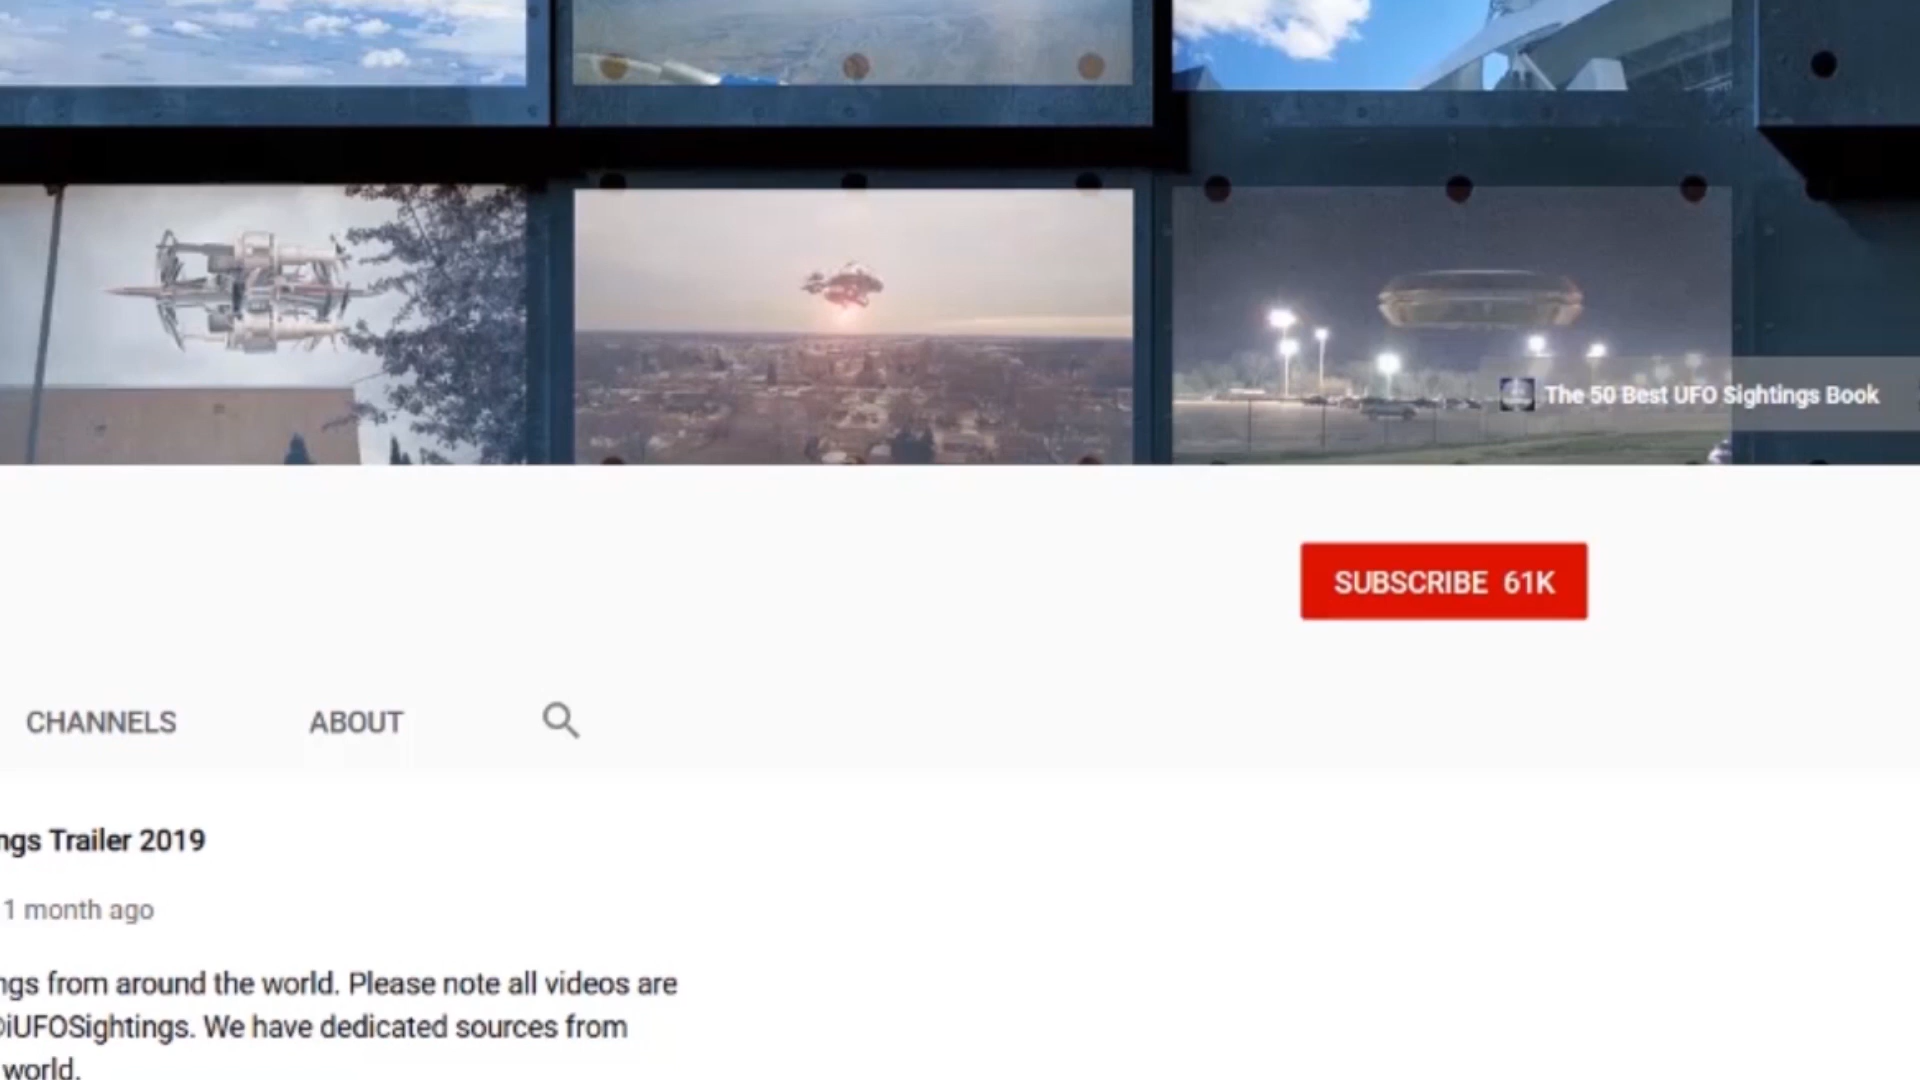 The 50 Best UFO Sightings Book
SUBSCRIBE 61K
CHANNELS ABOUT
ngs Trailer 2019
1 month ago
ngs from around the world. Please note all videos are
iUFOSightings. We have dedicated sources from
world.